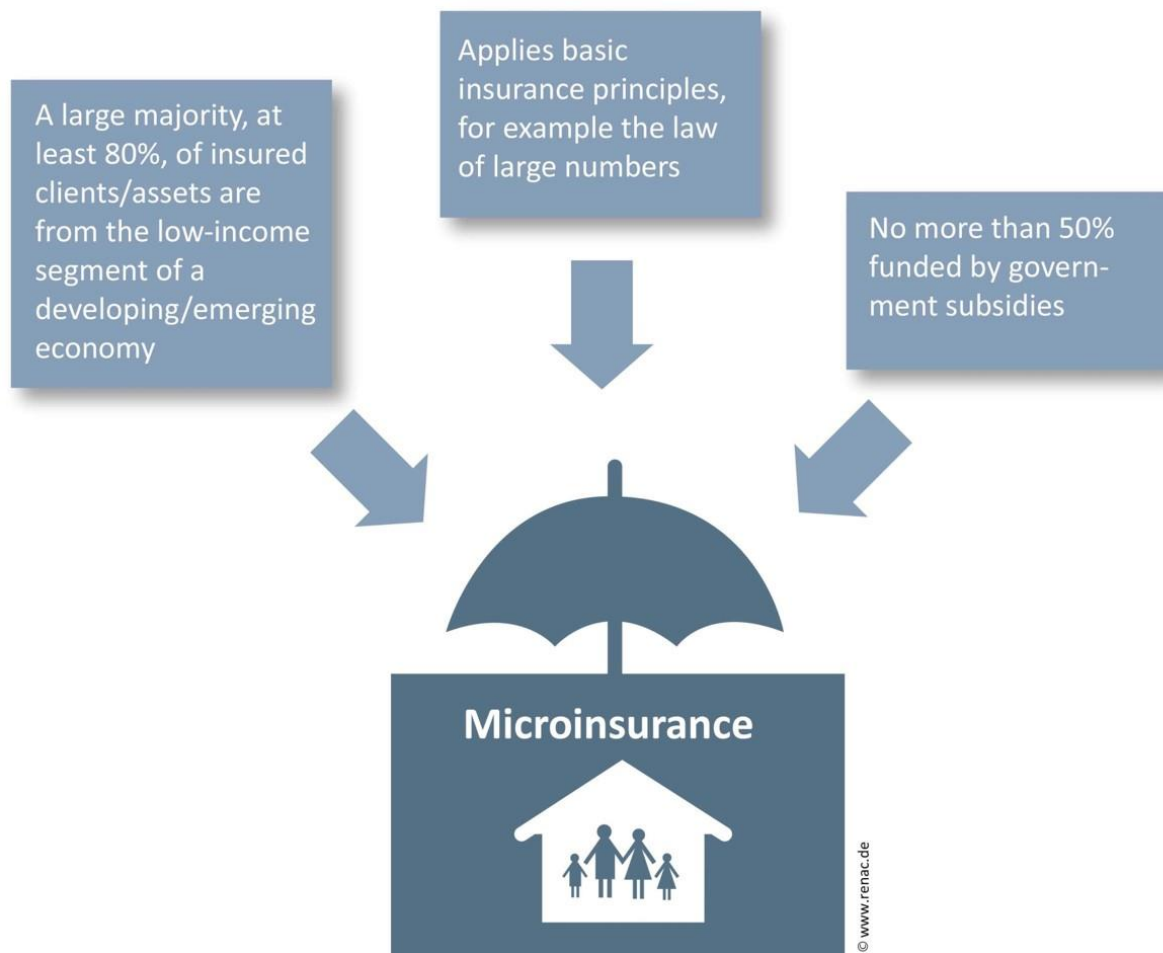 A large majority, at
least 80%, of insured
clients/assets are
from the low-income
segment of a
developing/emerging
economy
Applies basic
insurance principles,
for example the law
of large numbers
No more than 50%
funded by govern-
ment subsidies
Microinsurance
© www.renac.de